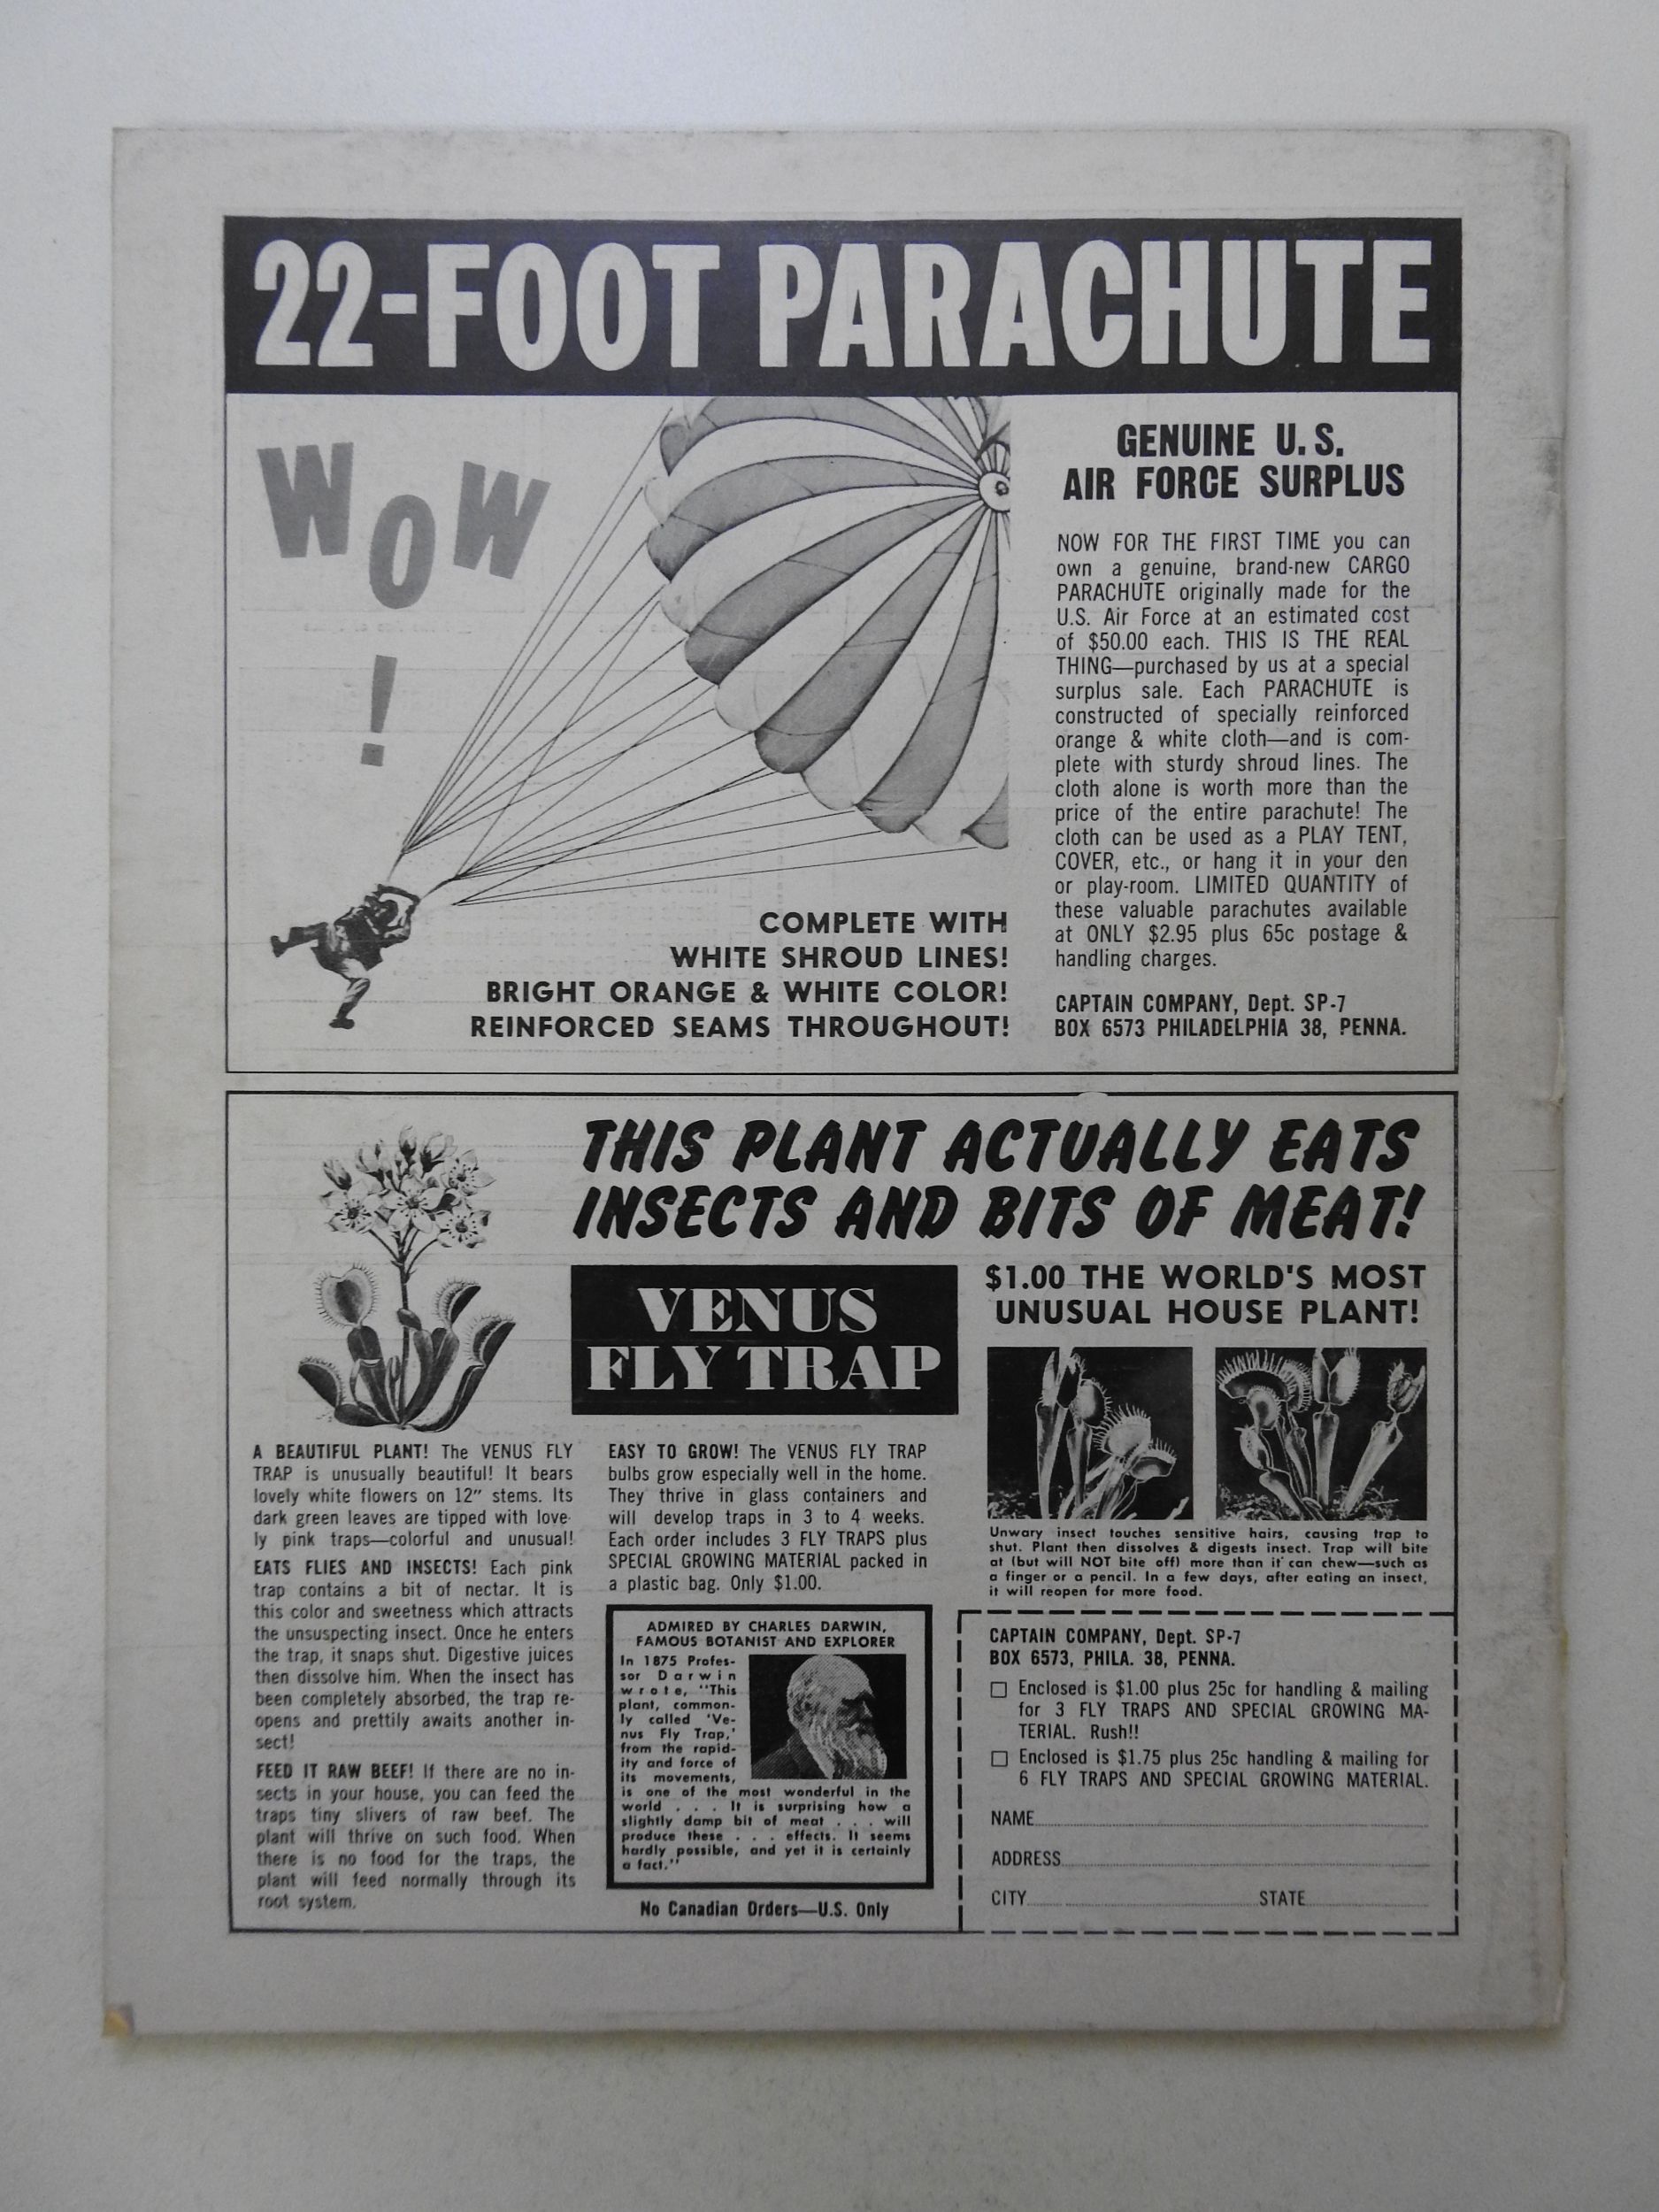 22-FOOT PARACHUTE
WOW
!
COMPLETE WITH
WHITE SHROUD LINES!
BRIGHT ORANGE & WHITE COLOR!
REINFORCED SEAMS THROUGHOUT!
GENUINE U.S.
AIR FORCE SURPLUS
NOW FOR THE FIRST TIME you can
own a genuine, brand-new CARGO
PARACHUTE originally made for the
U.S. Air Force at an estimated cost
of $50.00 each. THIS IS THE REAL
THING—purchased by us at a special
surplus sale. Each PARACHUTE is
constructed of specially reinforced
orange & white cloth—and is com-
plete with sturdy shroud lines. The
cloth alone is worth more than the
price of the entire parachute! The
cloth can be used as a PLAY TENT,
COVER, etc., or hang it in your den
or play-room. LIMITED QUANTITY of
these valuable parachutes available
at ONLY $2.95 plus 65c postage &
handling charges.
CAPTAIN COMPANY, Dept. SP-7
BOX 6573 PHILADELPHIA 38, PENNA.
THIS PLANT ACTUALLY EATS
INSECTS AND BITS OF MEAT!
VENUS
FLY TRAP
$1.00 THE WORLD'S MOST
UNUSUAL HOUSE PLANT!
A BEAUTIFUL PLANT! The VENUS FLY
TRAP is unusually beautiful! It bears
lovely white flowers on 12" stems. Its
dark green leaves are tipped with love-
ly pink traps—colorful and unusual!
EATS FLIES AND INSECTS! Each pink
trap contains a bit of nectar. It is
this color and sweetness which attracts
the unsuspecting insect. Once he enters
the trap, it snaps shut. Digestive juices
then dissolve him. When the insect has
been completely absorbed, the trap re-
opens and prettily awaits another in-
sect!
FEED IT RAW BEEF! If there are no in-
sects in your house, you can feed the
traps tiny slivers of raw beef. The
plant will thrive on such food. When
there is no food for the traps, the
plant will feed normally through its
root system.
EASY TO GROW! The VENUS FLY TRAP
bulbs grow especially well in the home.
They thrive in glass containers and
will develop traps in 3 to 4 weeks.
Each order includes 3 FLY TRAPS plus
SPECIAL GROWING MATERIAL packed in
a plastic bag. Only $1.00.
ADMIRED BY CHARLES DARWIN,
FAMOUS BOTANIST AND EXPLORER
In 1875 Profes-
sor Darwin
wrote, "This
plant, common-
ly called 'Ve-
nus Fly Trap,'
from the rapid-
ity and force of
its movements,
is one of the most wonderful in the
world . . . It is surprising how a
slightly damp bit of meat . . . will
produce these . . . effects. It seems
hardly possible, and yet it is certainly
a fact."
No Canadian Orders—U.S. Only
Unwary insect touches sensitive hairs, causing trap to
shut. Plant then dissolves & digests insect. Trap will bite
at (but will NOT bite off) more than it can chew—such as
a finger or a pencil. In a few days, after eating an insect,
it will reopen for more food.
CAPTAIN COMPANY, Dept. SP-7
BOX 6573, PHILA. 38, PENNA.
Enclosed is $1.00 plus 25c for handling & mailing
for 3 FLY TRAPS AND SPECIAL GROWING MA-
TERIAL. Rush!!
Enclosed is $1.75 plus 25c handling & mailing for
6 FLY TRAPS AND SPECIAL GROWING MATERIAL.
NAME
ADDRESS
CITY STATE